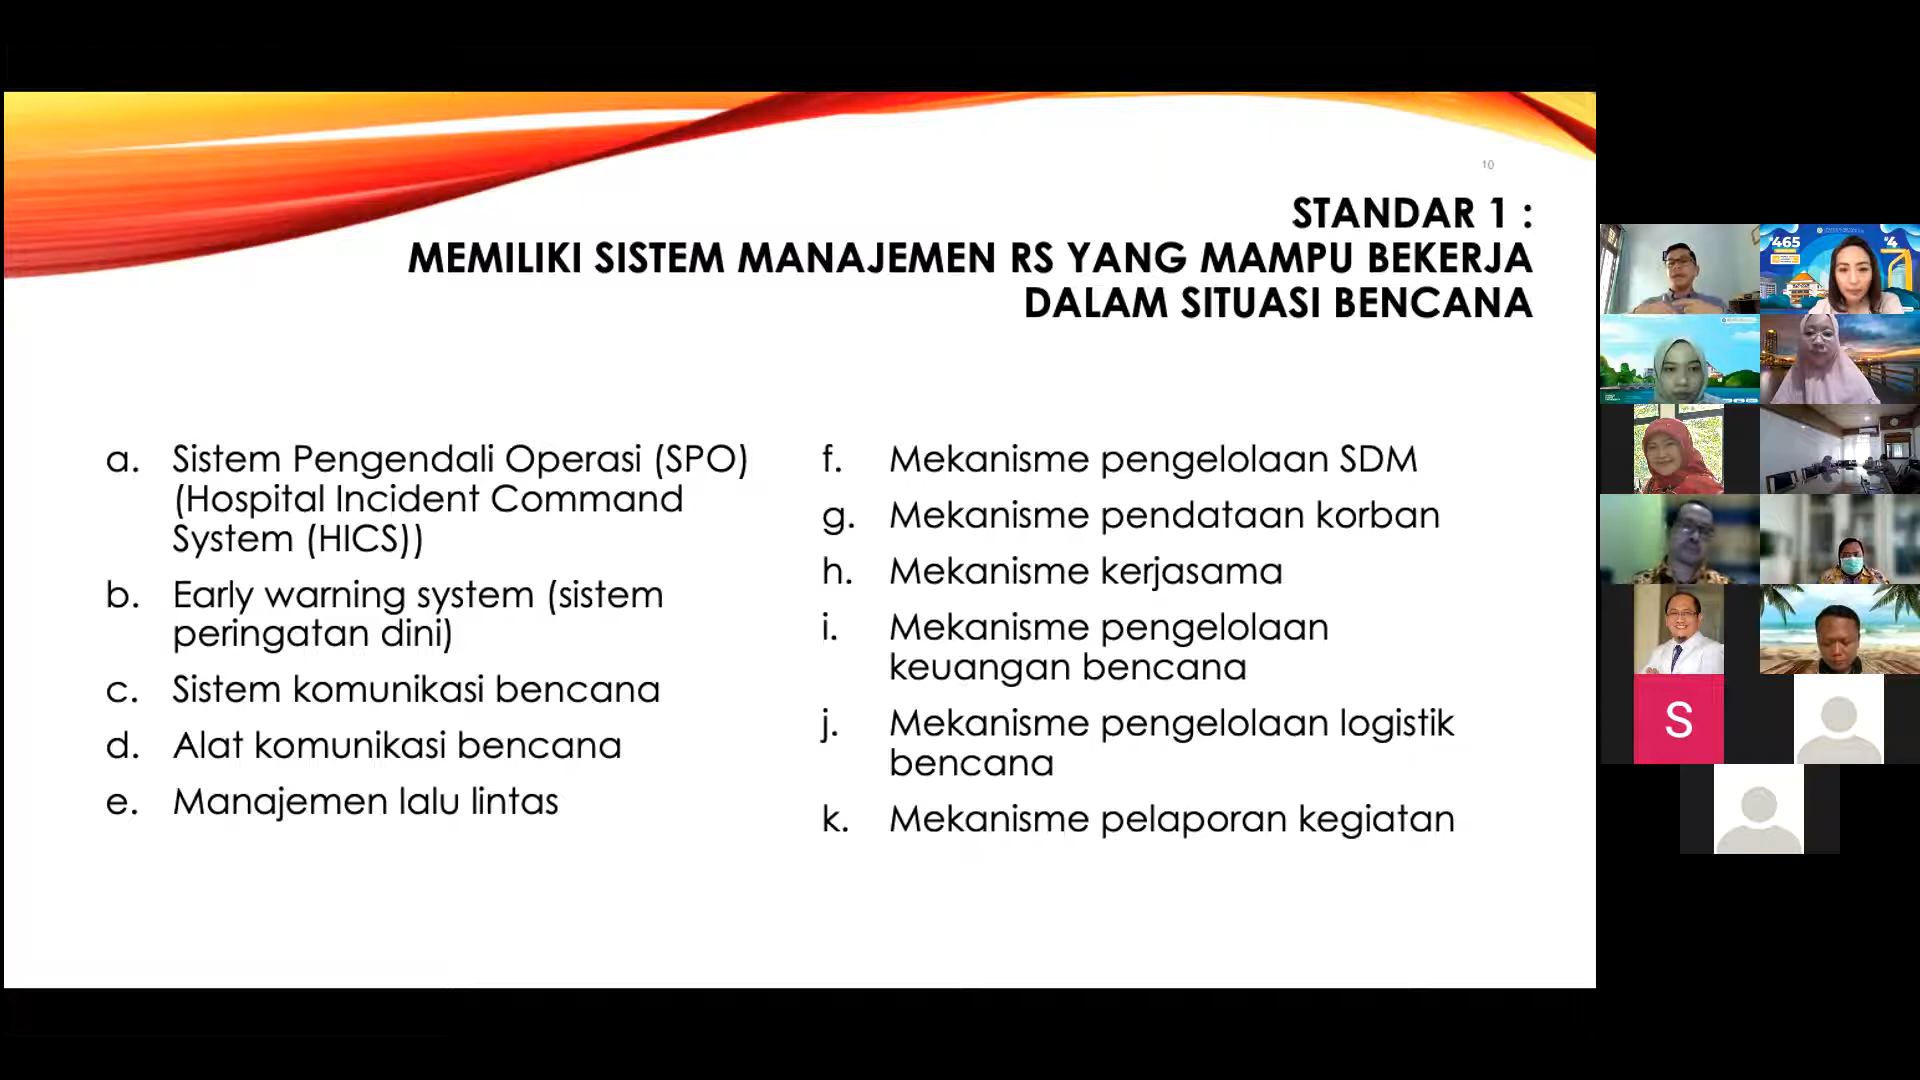 10
STANDAR 1 :
MEMILIKI SISTEM MANAJEMEN RS YANG MAMPU BEKERJA
DALAM SITUASI BENCANA
a. Sistem Pengendali Operasi (SPO)
(Hospital Incident Command
System (HICS))
b. Early warning system (sistem
peringatan dini)
c. Sistem komunikasi bencana
d. Alat komunikasi bencana
e. Manajemen lalu lintas
f. Mekanisme pengelolaan SDM
g. Mekanisme pendataan korban
h. Mekanisme kerjasama
i. Mekanisme pengelolaan
keuangan bencana
j. Mekanisme pengelolaan logistik
bencana
k. Mekanisme pelaporan kegiatan
465
#4
S